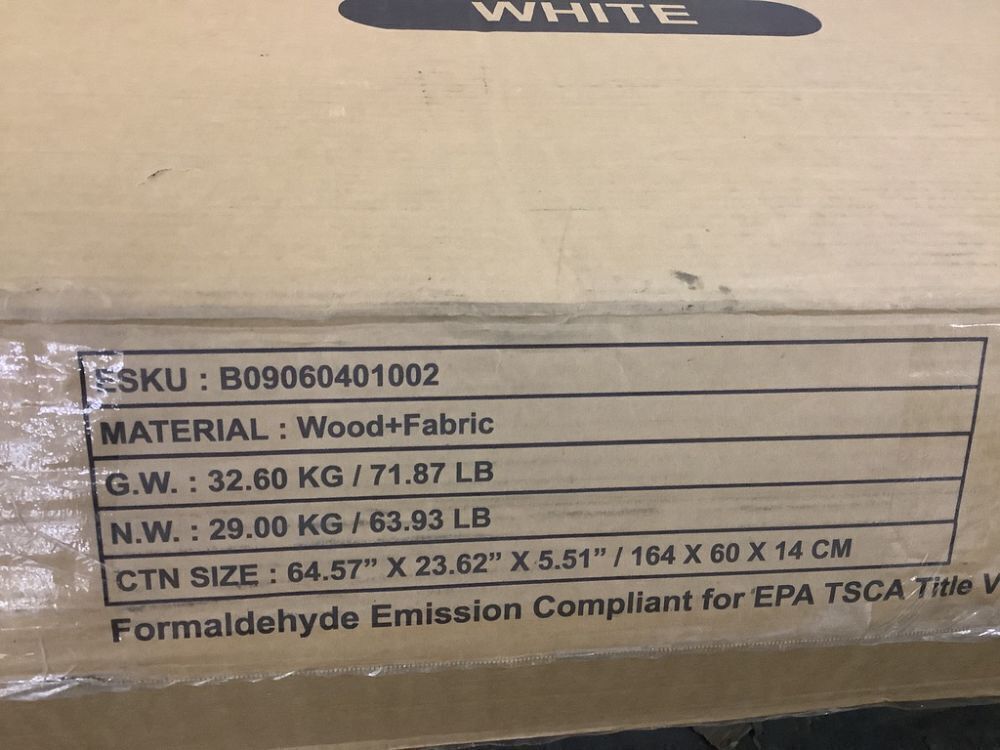 WHITE
ESKU : B09060401002
MATERIAL : Wood+Fabric
G.W. : 32.60 KG / 71.87 LB
N.W. : 29.00 KG / 63.93 LB
CTN SIZE : 64.57” X 23.62” X 5.51” / 164 X 60 X 14 CM
Formaldehyde Emission Compliant for EPA TSCA Title V